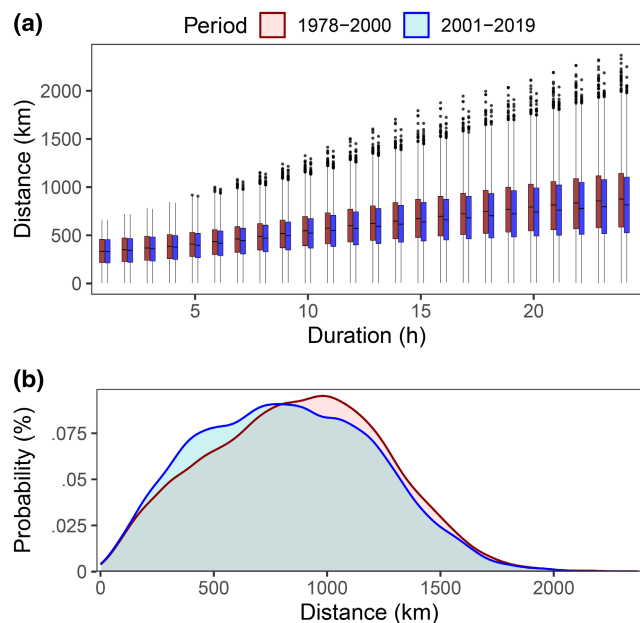 (a) Period 1978−2000 2001−2019
Distance (km)
2000
1500
1000
500
0
5 10 15 20
Duration (h)
(b)
Probability (%)
.075
.05
.025
0
0 500 1000 1500 2000
Distance (km)